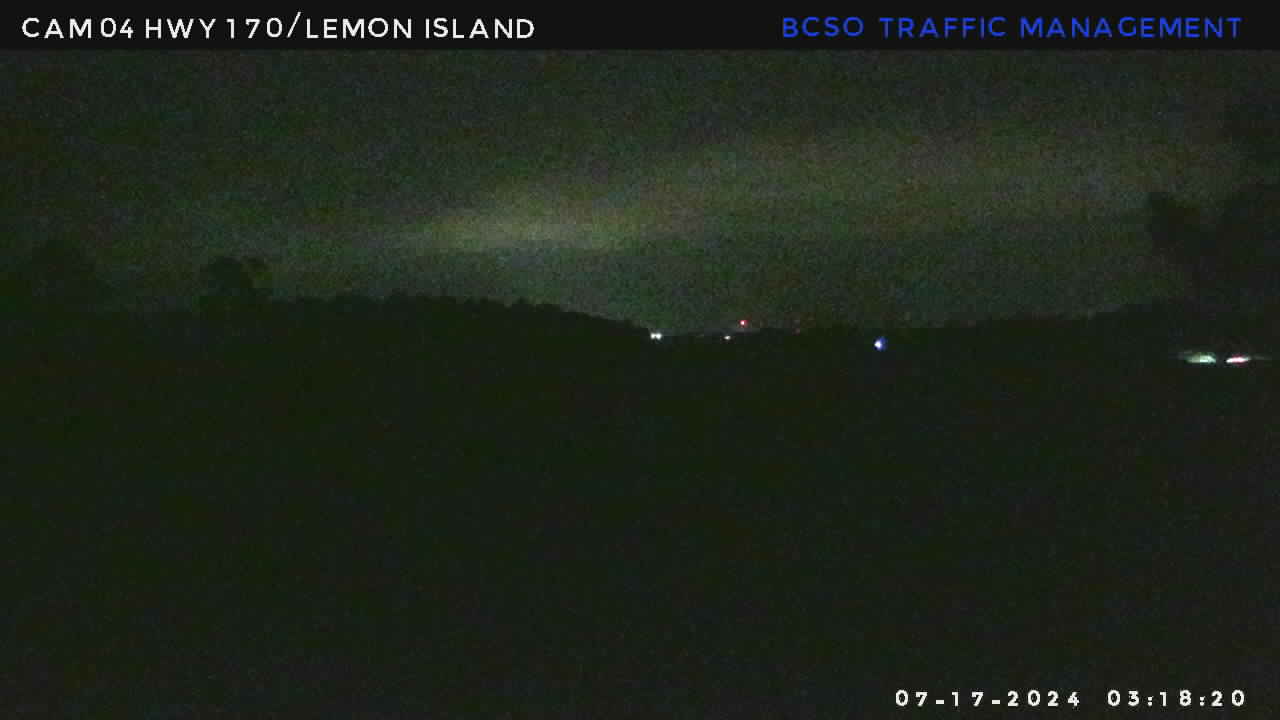 CAM04 HWY 170/LEMON ISLAND
BCSO TRAFFIC MANAGEMENT
07-17-2024 03:18:20